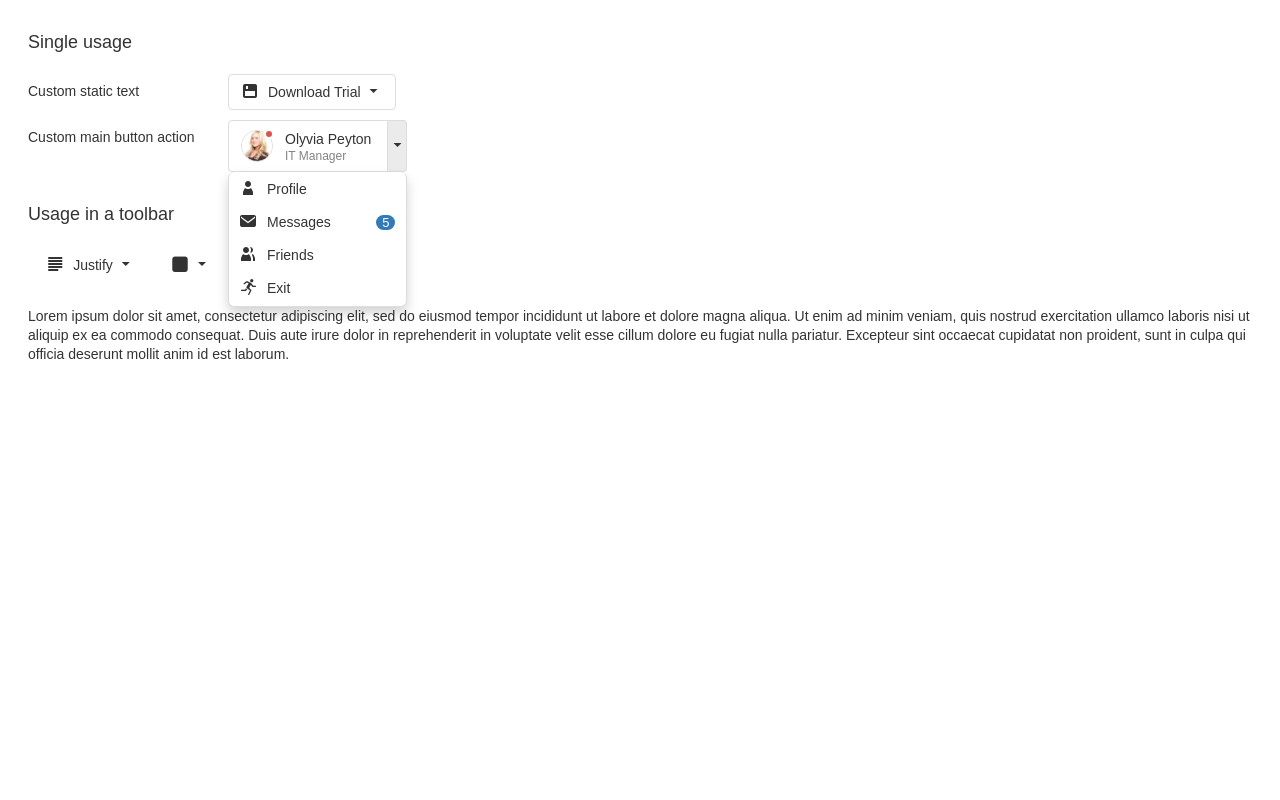 Single usage
Custom static text
Download Trial
Custom main button action
Olyvia Peyton
IT Manager
Profile
Messages 5
Friends
Exit
Usage in a toolbar
Justify
Lorem ipsum dolor sit amet, consectetur adipiscing elit, sed do eiusmod tempor incididunt ut labore et dolore magna aliqua. Ut enim ad minim veniam, quis nostrud exercitation ullamco laboris nisi ut
aliquip ex ea commodo consequat. Duis aute irure dolor in reprehenderit in voluptate velit esse cillum dolore eu fugiat nulla pariatur. Excepteur sint occaecat cupidatat non proident, sunt in culpa qui
officia deserunt mollit anim id est laborum.